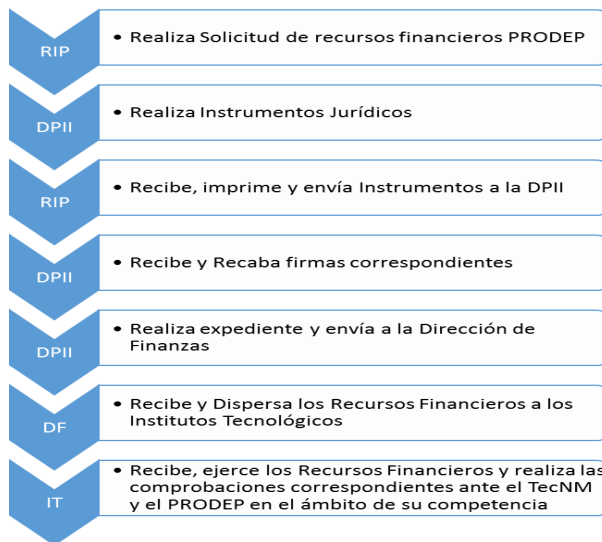 RIP
• Realiza Solicitud de recursos financieros PRODEP
DPII
• Realiza Instrumentos Jurídicos
RIP
• Recibe, imprime y envía Instrumentos a la DPII
DPII
• Recibe y Recaba firmas correspondientes
DPII
• Realiza expediente y envía a la Dirección de
Finanzas
DF
• Recibe y Dispersa los Recursos Financieros a los
Institutos Tecnológicos
IT
• Recibe, ejerce los Recursos Financieros y realiza las
comprobaciones correspondientes ante el TecNM
y el PRODEP en el ámbito de su competencia